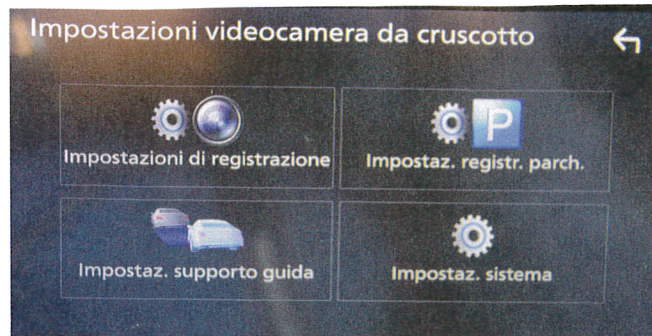 Impostazioni videocamera da cruscotto
P
Impostazioni di registrazione
Impostaz. registr. parch.
Impostaz. supporto guida
Impostaz. sistema